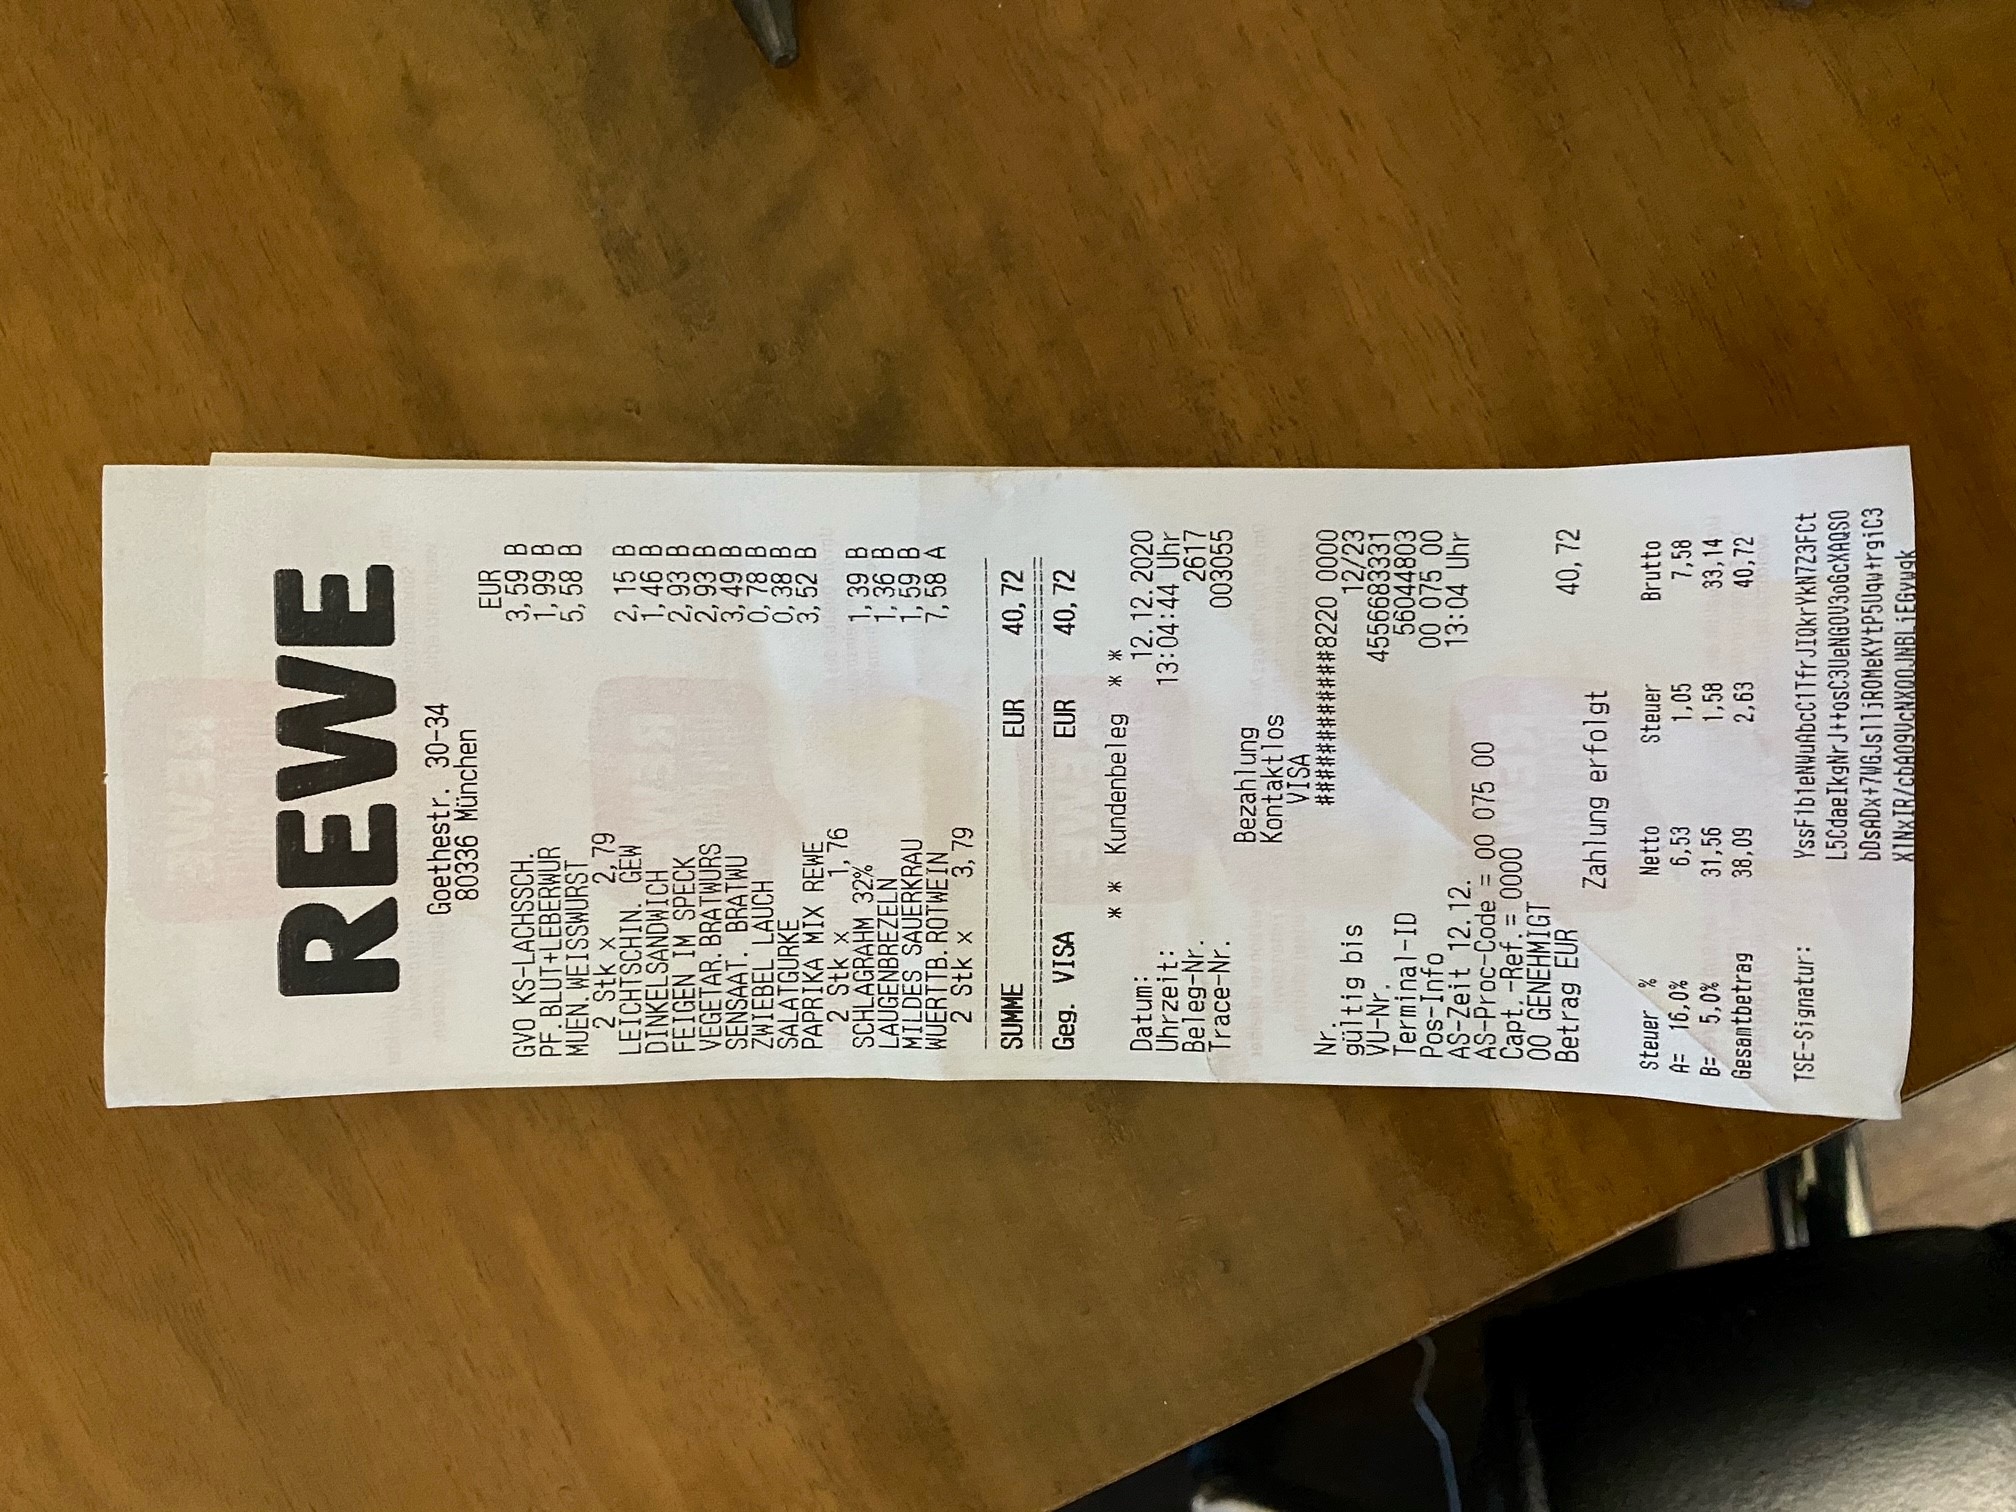 REWE
Goethestr. 30-34
80336 München
EUR
GVO KS-LACHSSCH. 3,59 B
PF.BLUT+LEBERWUR 1,99 B
MUEN.WEISSWURST 5,58 B
2 Stk x 2,79
LEICHTSCHIN. GEW 2,15 B
DINKELSANDWICH 1,46 B
FEIGEN IM SPECK 2,93 B
VEGETAR.BRATWURS 2,93 B
SENSAAT. BRATWU 3,49 B
ZWIEBEL LAUCH 0,78 B
SALATGURKE 0,38 B
PAPRIKA MIX REWE 3,52 B
2 Stk x 1,76
SCHLAGRAHM 32% 1,39 B
LAUGENBREZELN 1,36 B
MILDES SAUERKRAU 1,59 B
WUERTTB.ROTWEIN 7,58 A
2 Stk x 3,79
SUMME EUR 40,72
Geg. VISA EUR 40,72
* * Kundenbeleg * *
Datum: 12.12.2020
Uhrzeit: 13:04:44 Uhr
Beleg-Nr. 2617
Trace-Nr. 003055
Bezahlung
Kontaktlos
VISA
Nr. ############8220 0000
gültig bis 12/23
VU-Nr. 4556683331
Terminal-ID 56044803
Pos-Info 00 075 00
AS-Zeit 12.12. 13:04 Uhr
AS-Proc-Code = 00 075 00
Capt.-Ref.= 0000
00 GENEHMIGT
Betrag EUR 40,72
Zahlung erfolgt
Steuer % Netto Steuer Brutto
A= 16,0% 6,53 1,05 7,58
B= 5,0% 31,56 1,58 33,14
Gesamtbetrag 38,09 2,63 40,72
TSE-Signatur: